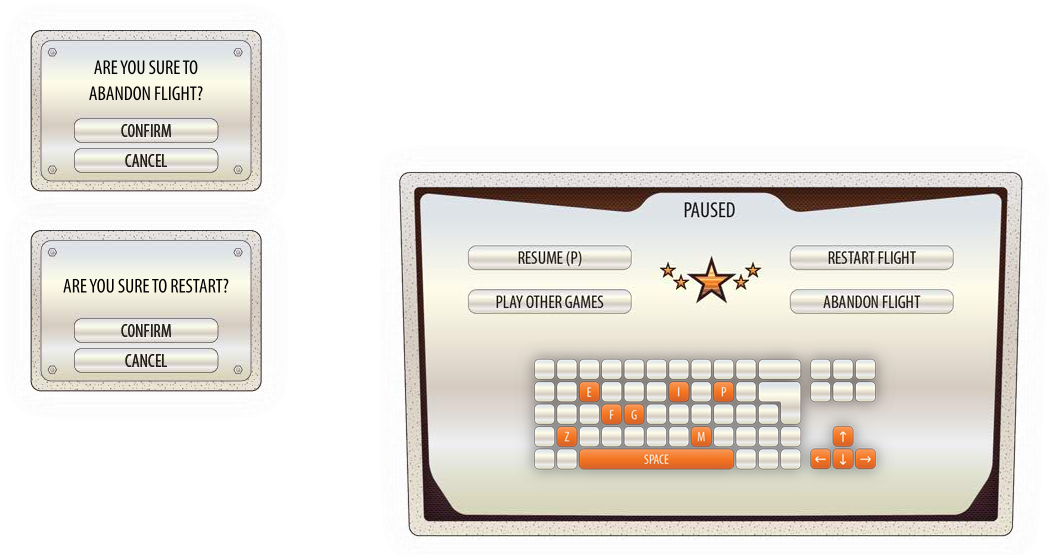 ARE YOU SURE TO
ABANDON FLIGHT?
CONFIRM
CANCEL
ARE YOU SURE TO RESTART?
CONFIRM
CANCEL
PAUSED
RESUME (P)
RESTART FLIGHT
PLAY OTHER GAMES
ABANDON FLIGHT
E I P
F G
Z M ↑
SPACE ← ↓ →